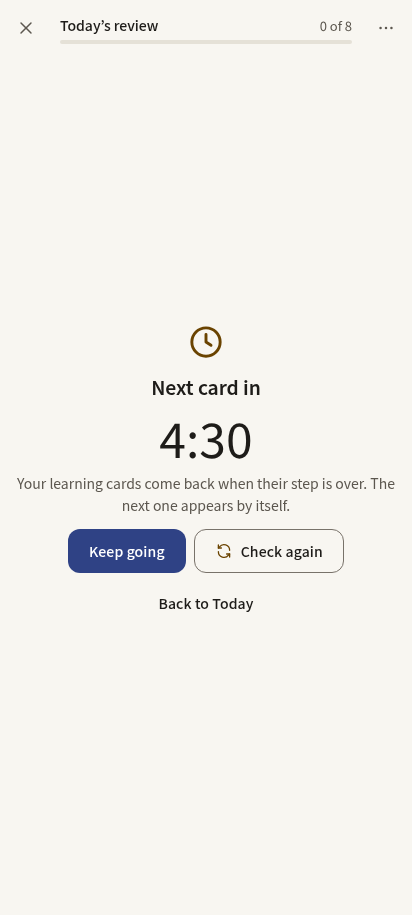 Today’s review
0 of 8
Next card in
4:30
Your learning cards come back when their step is over. The
next one appears by itself.
Keep going
Check again
Back to Today